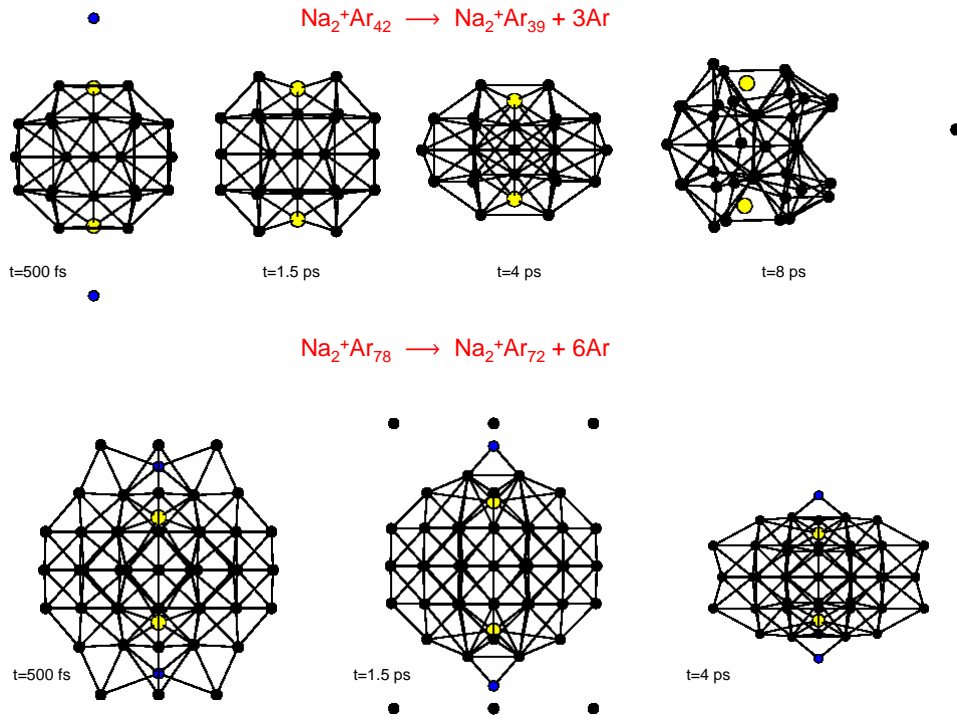 Na₂⁺Ar₄₂ ⟶ Na₂⁺Ar₃₉ + 3Ar
t=500 fs t=1.5 ps t=4 ps t=8 ps
Na₂⁺Ar₇₈ ⟶ Na₂⁺Ar₇₂ + 6Ar
t=500 fs t=1.5 ps t=4 ps